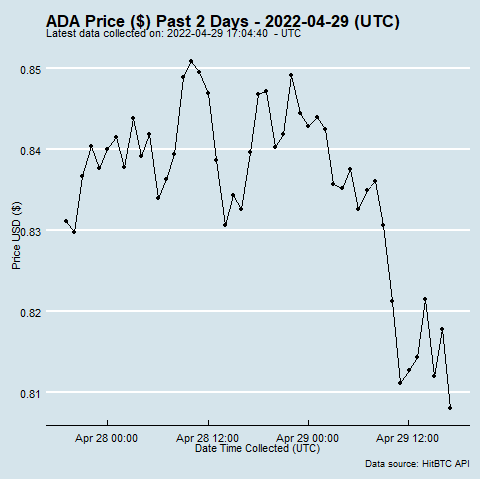 ADA Price ($) Past 2 Days - 2022-04-29 (UTC)
Latest data collected on: 2022-04-29 17:04:40 - UTC
0.85
0.84
0.83
0.82
0.81
Price USD ($)
Apr 28 00:00 Apr 28 12:00 Apr 29 00:00 Apr 29 12:00
Date Time Collected (UTC)
Data source: HitBTC API